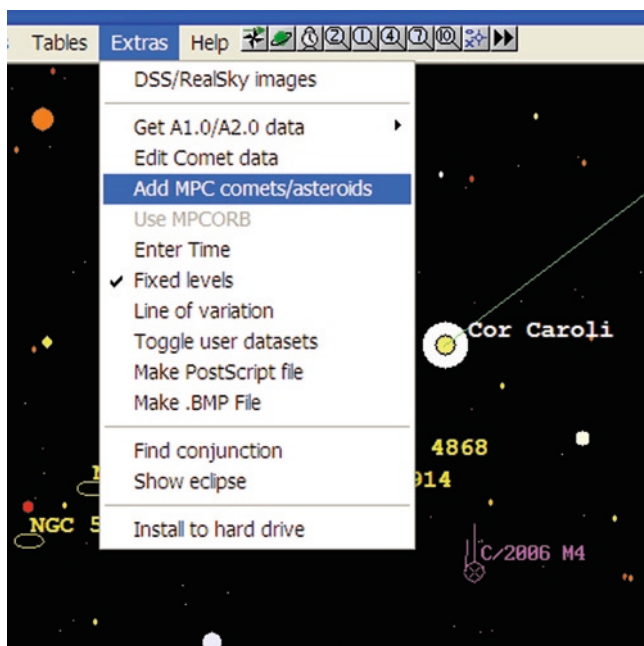 Tables Extras Help
DSS/RealSky images
Get A1.0/A2.0 data
Edit Comet data
Add MPC comets/asteroids
Use MPCORB
Enter Time
Fixed levels
Line of variation
Toggle user datasets
Make PostScript file
Make .BMP File
Find conjunction
Show eclipse
Install to hard drive
Cor Caroli
4868
914
NGC 5
C/2006 M4